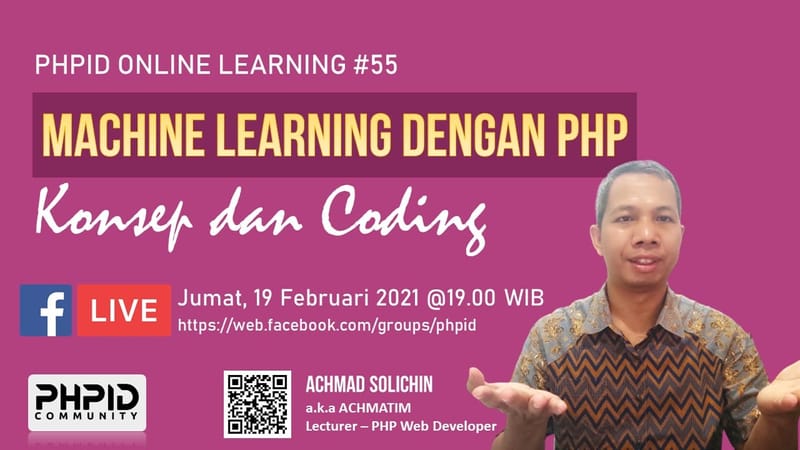 PHPID ONLINE LEARNING #55
MACHINE LEARNING DENGAN PHP
Konsep dan Coding
f LIVE
Jumat, 19 Februari 2021 @19.00 WIB
https://web.facebook.com/groups/phpid
PHPID
COMMUNITY
ACHMAD SOLICHIN
a.k.a ACHMATIM
Lecturer – PHP Web Developer